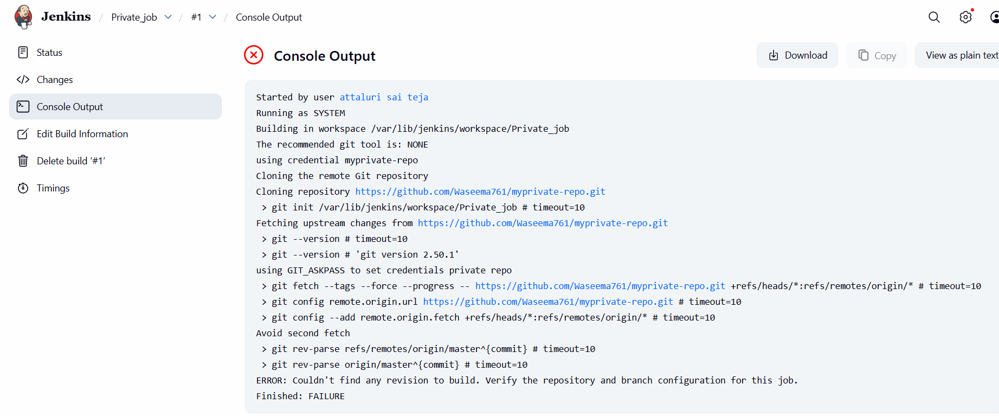 Jenkins / Private_job / #1 / Console Output
Status
Changes
Console Output
Edit Build Information
Delete build ‘#1’
Timings
Console Output
Download
Copy
View as plain text
Started by user attaluri sai teja
Running as SYSTEM
Building in workspace /var/lib/jenkins/workspace/Private_job
The recommended git tool is: NONE
using credential myprivate-repo
Cloning the remote Git repository
Cloning repository https://github.com/Waseema761/myprivate-repo.git
 > git init /var/lib/jenkins/workspace/Private_job # timeout=10
Fetching upstream changes from https://github.com/Waseema761/myprivate-repo.git
 > git --version # timeout=10
 > git --version # 'git version 2.50.1'
using GIT_ASKPASS to set credentials private repo
 > git fetch --tags --force --progress -- https://github.com/Waseema761/myprivate-repo.git +refs/heads/*:refs/remotes/origin/* # timeout=10
 > git config remote.origin.url https://github.com/Waseema761/myprivate-repo.git # timeout=10
 > git config --add remote.origin.fetch +refs/heads/*:refs/remotes/origin/* # timeout=10
Avoid second fetch
 > git rev-parse refs/remotes/origin/master^{commit} # timeout=10
 > git rev-parse origin/master^{commit} # timeout=10
ERROR: Couldn't find any revision to build. Verify the repository and branch configuration for this job.
Finished: FAILURE